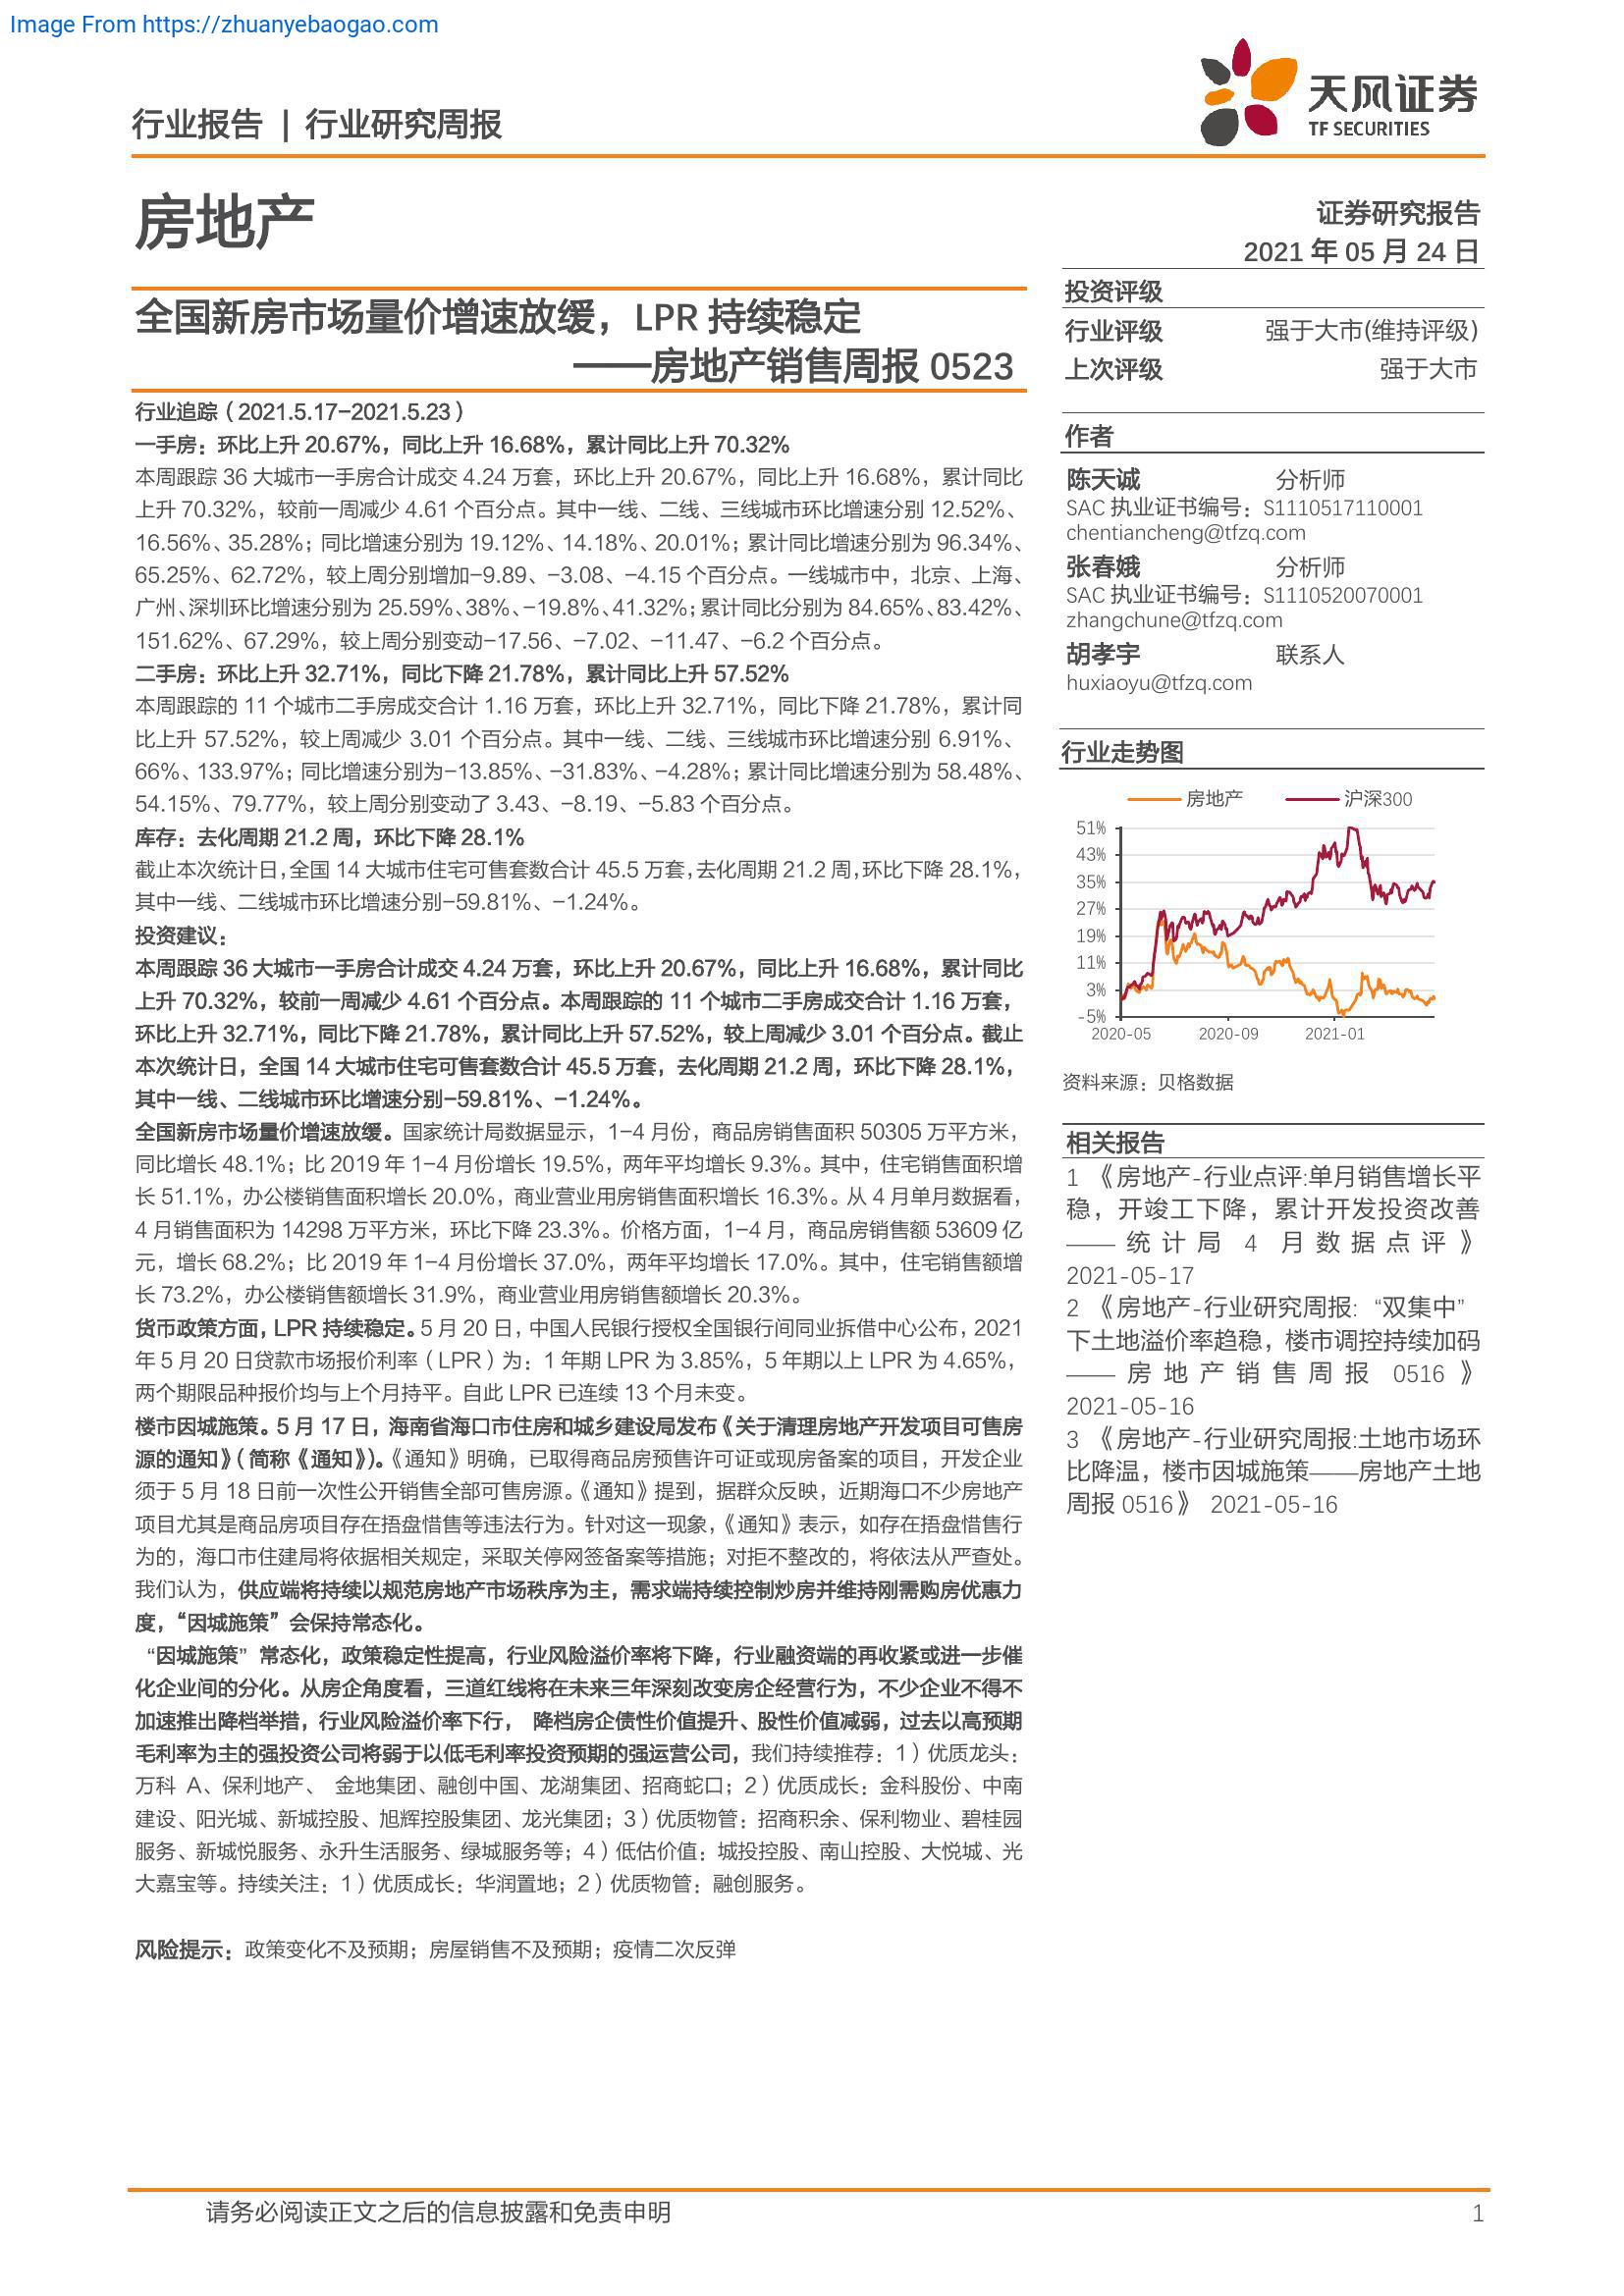 Image From https://zhuanyebaogao.com
行业报告 | 行业研究周报
天风证券
TF SECURITIES
房地产
证券研究报告
2021 年 05 月 24 日
全国新房市场量价增速放缓，LPR 持续稳定
——房地产销售周报 0523
行业追踪（2021.5.17-2021.5.23）
一手房：环比上升 20.67%，同比上升 16.68%，累计同比上升 70.32%
本周跟踪 36 大城市一手房合计成交 4.24 万套，环比上升 20.67%，同比上升 16.68%，累计同比
上升 70.32%，较前一周减少 4.61 个百分点。其中一线、二线、三线城市环比增速分别 12.52%、
16.56%、35.28%；同比增速分别为 19.12%、14.18%、20.01%；累计同比增速分别为 96.34%、
65.25%、62.72%，较上周分别增加-9.89、-3.08、-4.15 个百分点。一线城市中，北京、上海、
广州、深圳环比增速分别为 25.59%、38%、-19.8%、41.32%；累计同比分别为 84.65%、83.42%、
151.62%、67.29%，较上周分别变动-17.56、-7.02、-11.47、-6.2 个百分点。
二手房：环比上升 32.71%，同比下降 21.78%，累计同比上升 57.52%
本周跟踪的 11 个城市二手房成交合计 1.16 万套，环比上升 32.71%，同比下降 21.78%，累计同
比上升 57.52%，较上周减少 3.01 个百分点。其中一线、二线、三线城市环比增速分别 6.91%、
66%、133.97%；同比增速分别为-13.85%、-31.83%、-4.28%；累计同比增速分别为 58.48%、
54.15%、79.77%，较上周分别变动了 3.43、-8.19、-5.83 个百分点。
库存：去化周期 21.2 周，环比下降 28.1%
截止本次统计日，全国 14 大城市住宅可售套数合计 45.5 万套，去化周期 21.2 周，环比下降 28.1%，
其中一线、二线城市环比增速分别-59.81%、-1.24%。
投资建议：
本周跟踪 36 大城市一手房合计成交 4.24 万套，环比上升 20.67%，同比上升 16.68%，累计同比
上升 70.32%，较前一周减少 4.61 个百分点。本周跟踪的 11 个城市二手房成交合计 1.16 万套，
环比上升 32.71%，同比下降 21.78%，累计同比上升 57.52%，较上周减少 3.01 个百分点。截止
本次统计日，全国 14 大城市住宅可售套数合计 45.5 万套，去化周期 21.2 周，环比下降 28.1%，
其中一线、二线城市环比增速分别-59.81%、-1.24%。
全国新房市场量价增速放缓。国家统计局数据显示，1-4 月份，商品房销售面积 50305 万平方米，
同比增长 48.1%；比 2019 年 1-4 月份增长 19.5%，两年平均增长 9.3%。其中，住宅销售面积增
长 51.1%，办公楼销售面积增长 20.0%，商业营业用房销售面积增长 16.3%。从 4 月单月数据看，
4 月销售面积为 14298 万平方米，环比下降 23.3%。价格方面，1-4 月，商品房销售额 53609 亿
元，增长 68.2%；比 2019 年 1-4 月份增长 37.0%，两年平均增长 17.0%。其中，住宅销售额增
长 73.2%，办公楼销售额增长 31.9%，商业营业用房销售额增长 20.3%。
货币政策方面，LPR 持续稳定。5 月 20 日，中国人民银行授权全国银行间同业拆借中心公布，2021
年 5 月 20 日贷款市场报价利率（LPR）为：1 年期 LPR 为 3.85%，5 年期以上 LPR 为 4.65%，
两个期限品种报价均与上个月持平。自此 LPR 已连续 13 个月未变。
楼市因城施策。5 月 17 日，海南省海口市住房和城乡建设局发布《关于清理房地产开发项目可售房
源的通知》（简称《通知》）。《通知》明确，已取得商品房预售许可证或现房备案的项目，开发企业
须于 5 月 18 日前一次性公开销售全部可售房源。《通知》提到，据群众反映，近期海口不少房地产
项目尤其是商品房项目存在捂盘惜售等违法行为。针对这一现象，《通知》表示，如存在捂盘惜售行
为的，海口市住建局将依据相关规定，采取关停网签备案等措施；对拒不整改的，将依法从严查处。
我们认为，供应端将持续以规范房地产市场秩序为主，需求端持续控制炒房并维持刚需购房优惠力
度，“因城施策”会保持常态化。
“因城施策”常态化，政策稳定性提高，行业风险溢价率将下降，行业融资端的再收紧或进一步催
化企业间的分化。从房企角度看，三道红线将在未来三年深刻改变房企经营行为，不少企业不得不
加速推出降档举措，行业风险溢价率下行， 降档房企债性价值提升、股性价值减弱，过去以高预期
毛利率为主的强投资公司将弱于以低毛利率投资预期的强运营公司，我们持续推荐：1）优质龙头：
万科 A、保利地产、 金地集团、融创中国、龙湖集团、招商蛇口；2）优质成长：金科股份、中南
建设、阳光城、新城控股、旭辉控股集团、龙光集团；3）优质物管：招商积余、保利物业、碧桂园
服务、新城悦服务、永升生活服务、绿城服务等；4）低估价值：城投控股、南山控股、大悦城、光
大嘉宝等。持续关注：1）优质成长：华润置地；2）优质物管：融创服务。
风险提示：政策变化不及预期；房屋销售不及预期；疫情二次反弹
投资评级
行业评级 强于大市(维持评级)
上次评级 强于大市
作者
陈天诚 分析师
SAC 执业证书编号：S1110517110001
chentiancheng@tfzq.com
张春娥 分析师
SAC 执业证书编号：S1110520070001
zhangchune@tfzq.com
胡孝宇 联系人
huxiaoyu@tfzq.com
行业走势图
房地产 沪深300
51%
43%
35%
27%
19%
11%
3%
-5%
2020-05 2020-09 2021-01
资料来源：贝格数据
相关报告
1 《房地产-行业点评:单月销售增长平
稳，开竣工下降，累计开发投资改善
——统计局 4 月数据点评》
2021-05-17
2 《房地产-行业研究周报:“双集中”
下土地溢价率趋稳，楼市调控持续加码
——房地产销售周报 0516》
2021-05-16
3 《房地产-行业研究周报:土地市场环
比降温，楼市因城施策——房地产土地
周报 0516》 2021-05-16
请务必阅读正文之后的信息披露和免责申明 1